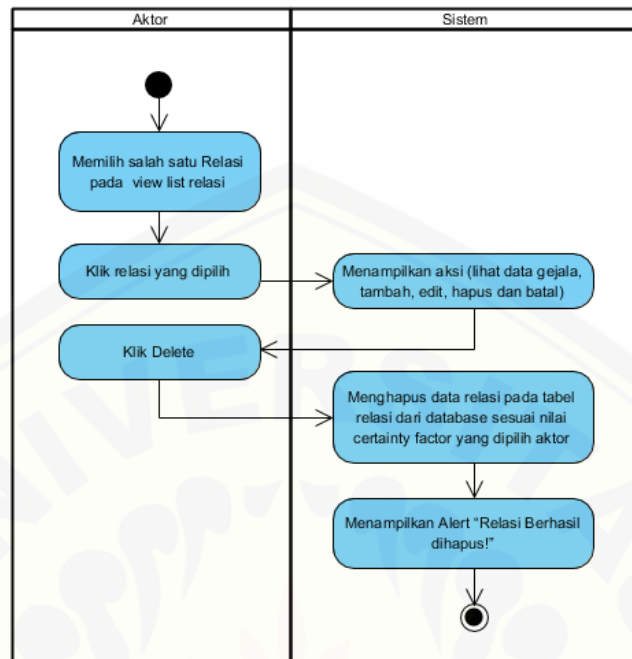 Aktor
Sistem
Memilih salah satu Relasi
pada view list relasi
Klik relasi yang dipilih
Menampilkan aksi (lihat data gejala,
tambah, edit, hapus dan batal)
Klik Delete
Menghapus data relasi pada tabel
relasi dari database sesuai nilai
certainty factor yang dipilih aktor
Menampilkan Alert “Relasi Berhasil
dihapus!”
UNIVERSITA